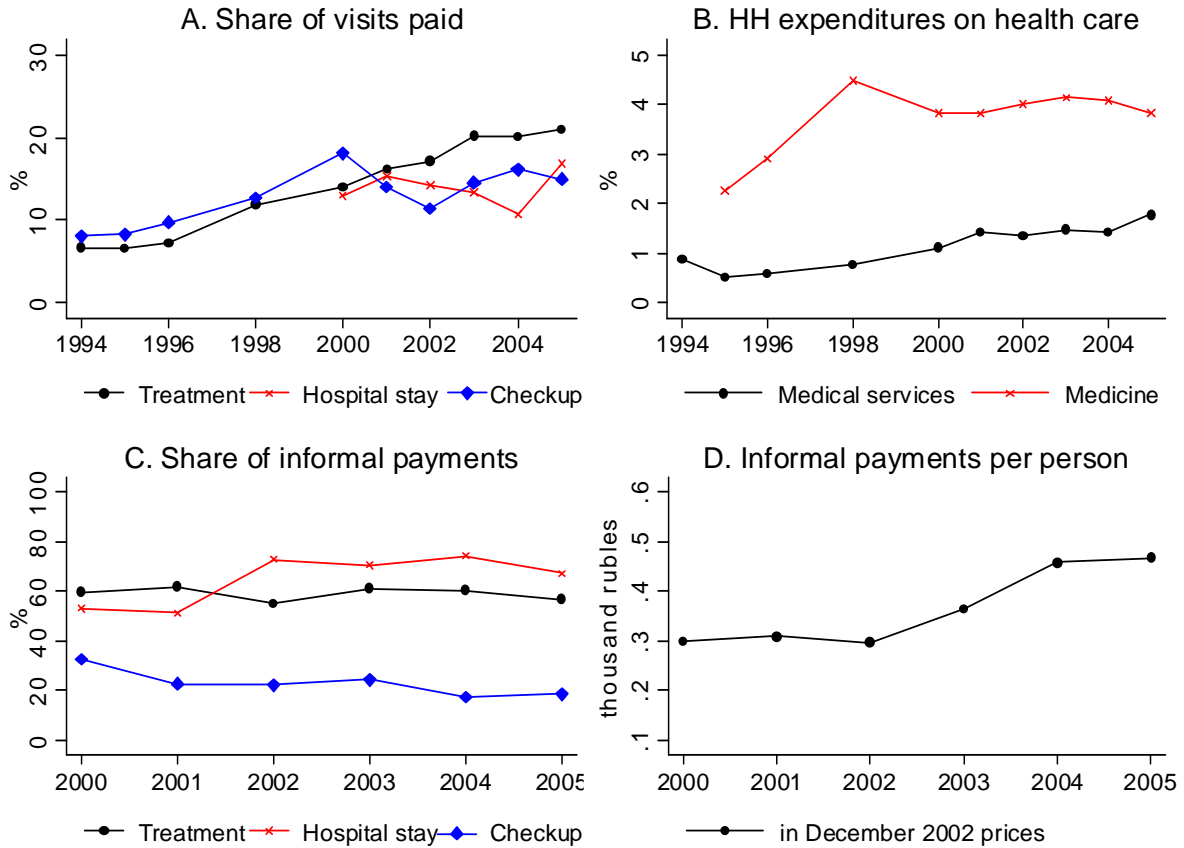 A. Share of visits paid
%
0 10 20 30
1994 1996 1998 2000 2002 2004
Treatment Hospital stay Checkup
B. HH expenditures on health care
%
0 1 2 3 4 5
1994 1996 1998 2000 2002 2004
Medical services Medicine
C. Share of informal payments
%
0 20 40 60 80 100
2000 2001 2002 2003 2004 2005
Treatment Hospital stay Checkup
D. Informal payments per person
thousand rubles
.1 .2 .3 .4 .5 .6
2000 2001 2002 2003 2004 2005
in December 2002 prices